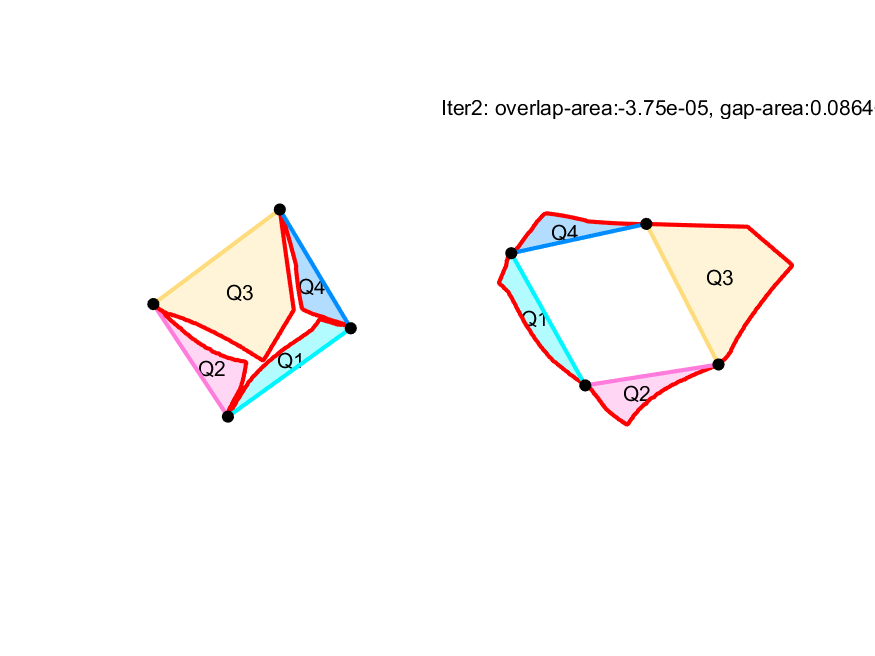 Iter2: overlap-area:-3.75e-05, gap-area:0.0864
Q3
Q4
Q1
Q2
Q4
Q3
Q1
Q2